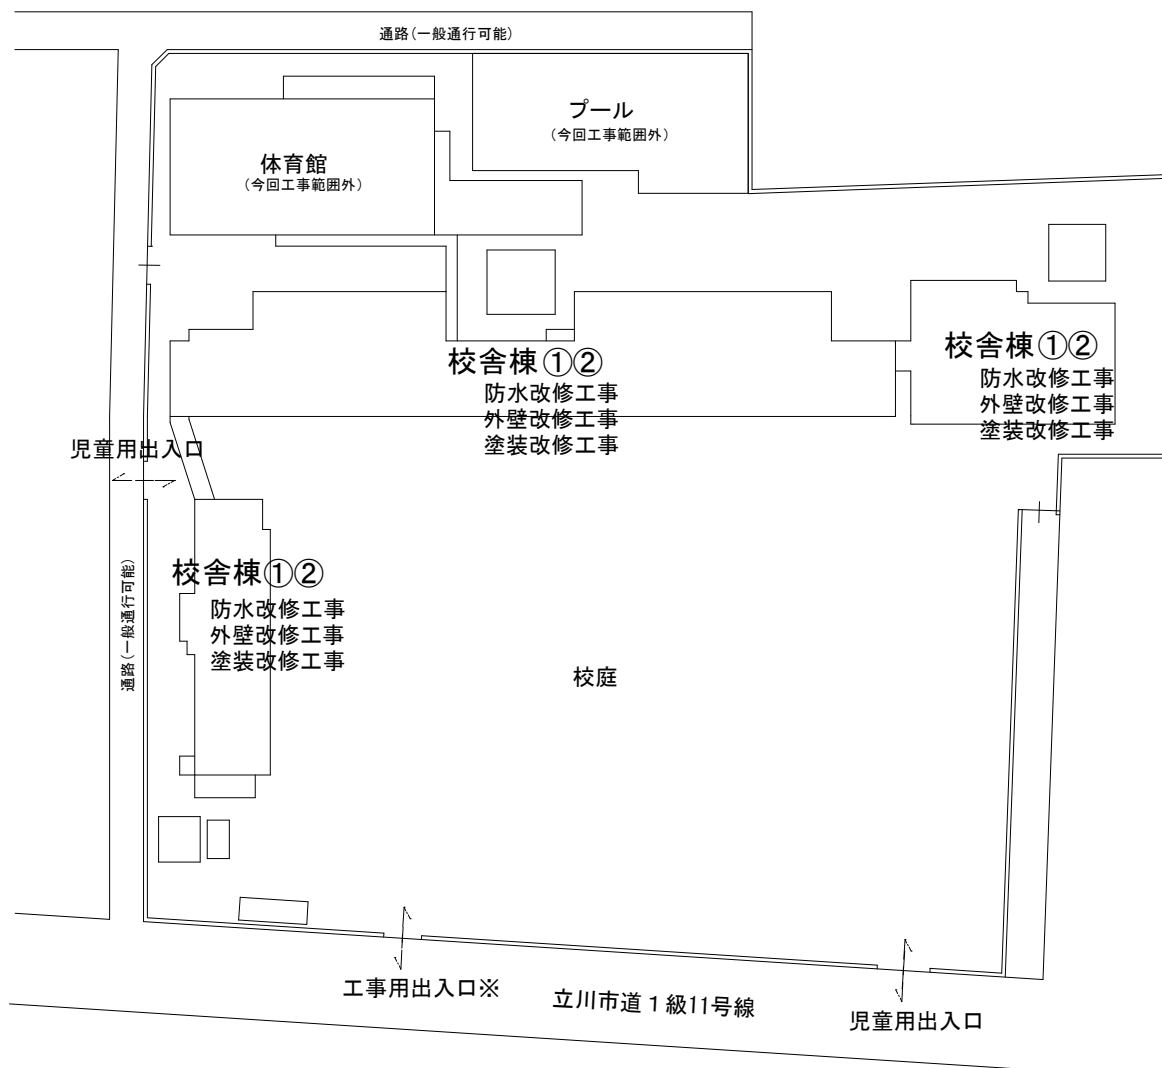 通路(一般通行可能)
プール
(今回工事範囲外)
体育館
(今回工事範囲外)
校舎棟①②
防水改修工事
外壁改修工事
塗装改修工事
校舎棟①②
防水改修工事
外壁改修工事
塗装改修工事
児童用出入口
通路(一般通行可能)
校舎棟①②
防水改修工事
外壁改修工事
塗装改修工事
校庭
工事用出入口※
立川市道1級11号線
児童用出入口